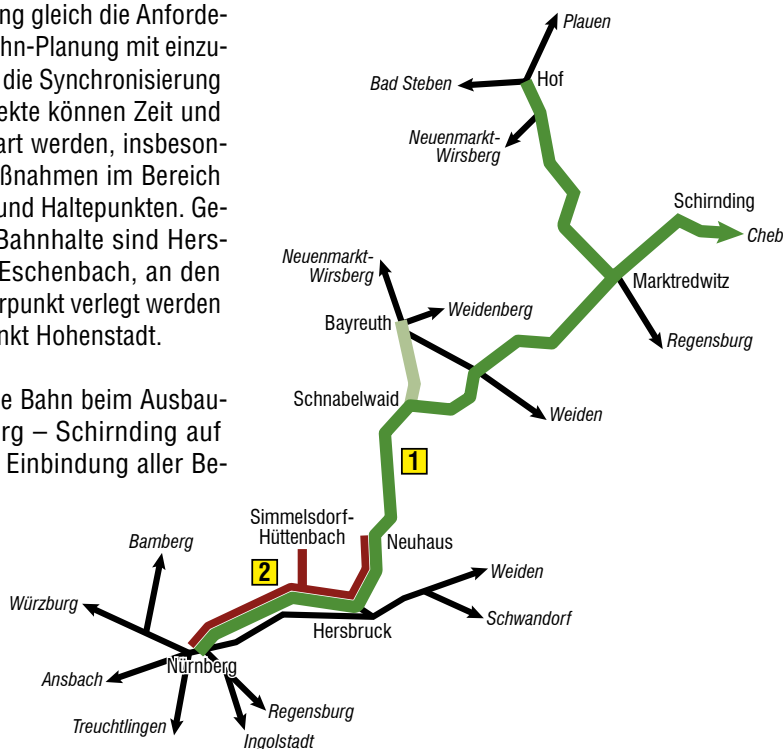 ng gleich die Anforde-
hn-Planung mit einzu-
die Synchronisierung
ekte können Zeit und
art werden, insbeson-
ßnahmen im Bereich
und Haltepunkten. Ge-
Bahnhalte sind Hers-
Eschenbach, an den
rpunkt verlegt werden
nkt Hohenstadt.
e Bahn beim Ausbau-
rg – Schirnding auf
Einbindung aller Be-
Plauen
Bad Steben
Hof
Neuenmarkt-
Wirsberg
Schirnding
Cheb
Neuenmarkt-
Wirsberg
Marktredwitz
Weidenberg
Bayreuth
Regensburg
Schnabelwaid
Weiden
1
Simmelsdorf-
Hüttenbach
Neuhaus
Bamberg
2
Weiden
Würzburg
Schwandorf
Hersbruck
Nürnberg
Ansbach
Regensburg
Treuchtlingen
Ingolstadt